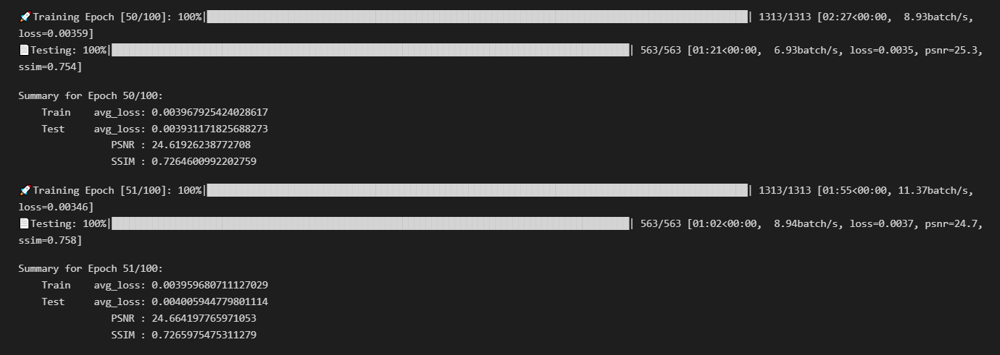 🚀Training Epoch [50/100]: 100%|██████████| 1313/1313 [02:27<00:00,  8.93batch/s,
loss=0.00359]
📄Testing: 100%|██████████| 563/563 [01:21<00:00,  6.93batch/s, loss=0.0035, psnr=25.3,
ssim=0.754]
Summary for Epoch 50/100:
Train    avg_loss: 0.003967925424028617
Test     avg_loss: 0.003931171825688273
PSNR : 24.61926238772708
SSIM : 0.7264600992202759
🚀Training Epoch [51/100]: 100%|██████████| 1313/1313 [01:55<00:00, 11.37batch/s,
loss=0.00346]
📄Testing: 100%|██████████| 563/563 [01:02<00:00,  8.94batch/s, loss=0.0037, psnr=24.7,
ssim=0.758]
Summary for Epoch 51/100:
Train    avg_loss: 0.003959680711127029
Test     avg_loss: 0.004005944779801114
PSNR : 24.664197765971053
SSIM : 0.7265975475311279